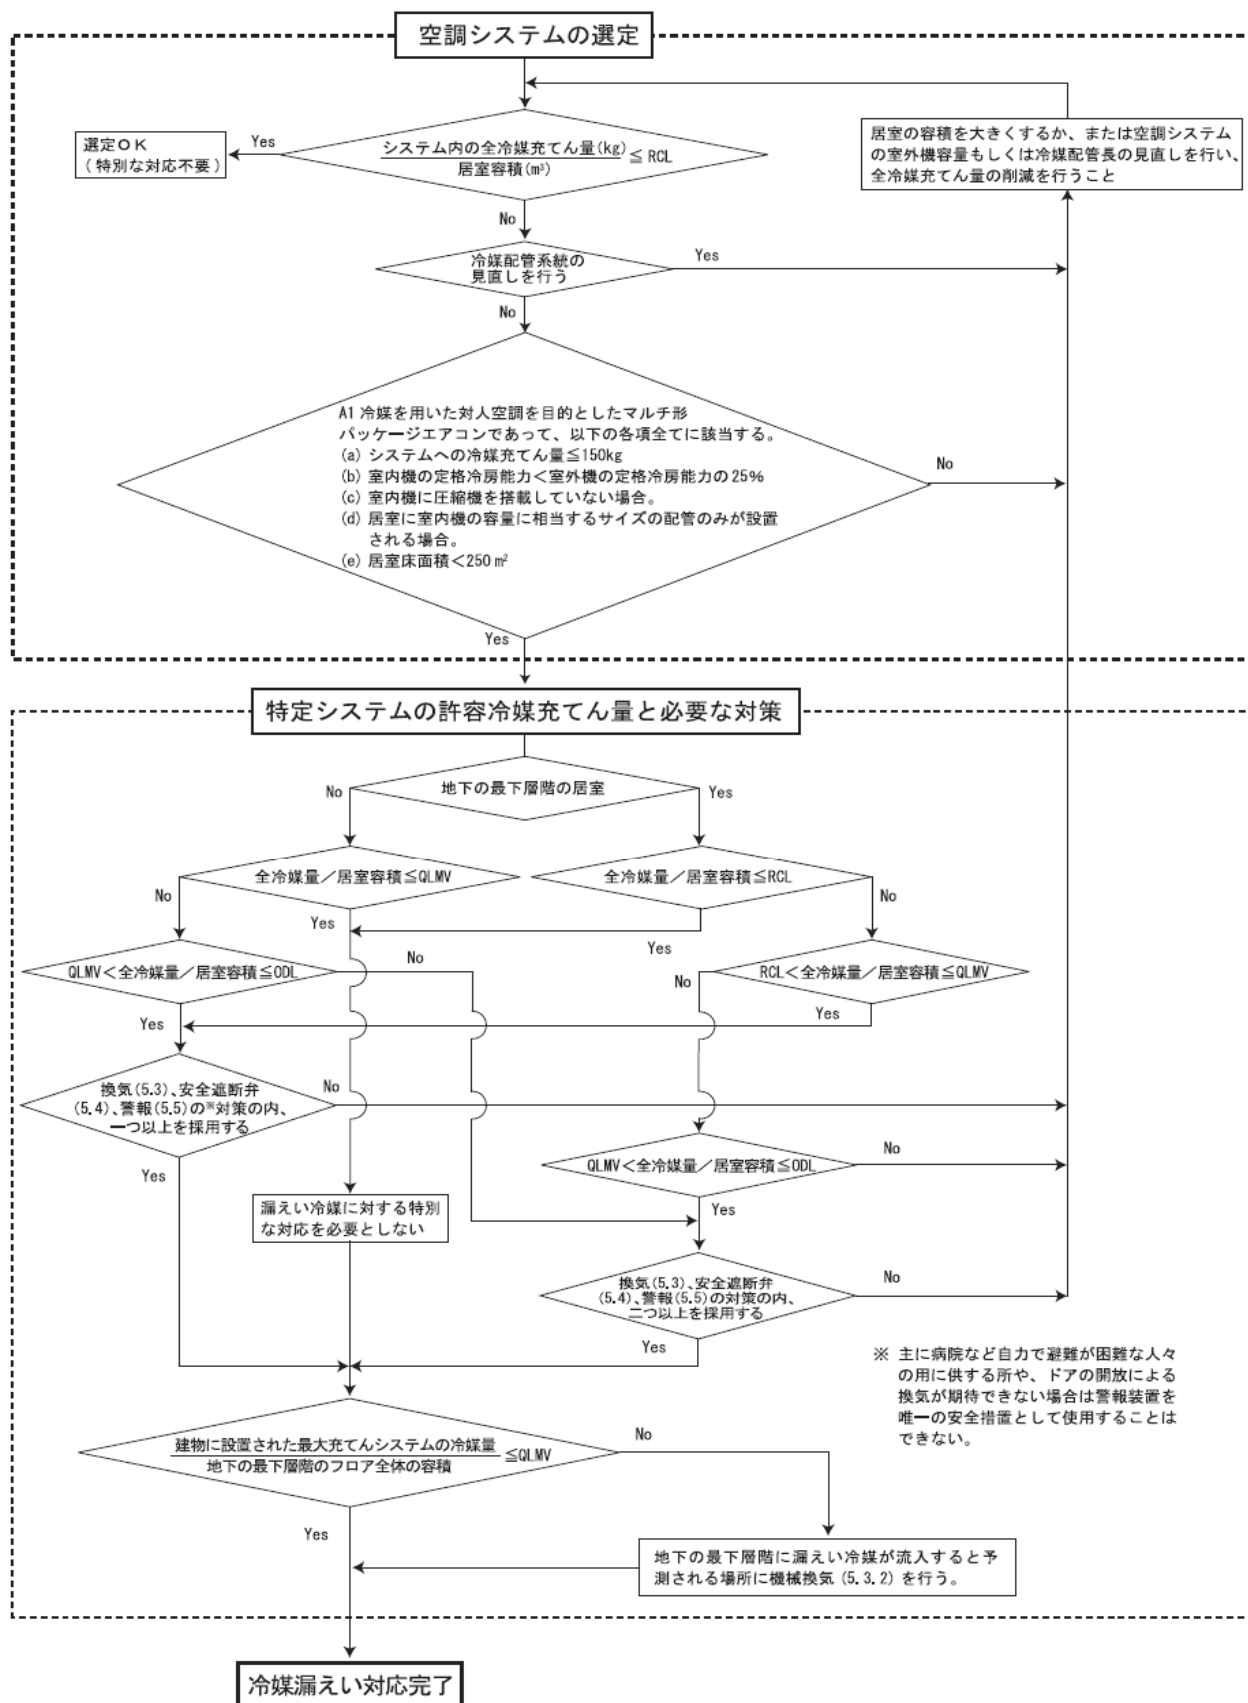 空調システムの選定
システム内の全冷媒充てん量(kg)
居室容積(m³)
≦RCL
Yes
選定OK
(特別な対応不要)
居室の容積を大きくするか、または空調システム
の室外機容量もしくは冷媒配管長の見直しを行い、
全冷媒充てん量の削減を行うこと
No
冷媒配管系統の
見直しを行う
Yes
No
A1 冷媒を用いた対人空調を目的としたマルチ形
パッケージエアコンであって、以下の各項全てに該当する。
(a) システムへの冷媒充てん量≦150kg
(b) 室内機の定格冷房能力＜室外機の定格冷房能力の25%
(c) 室内機に圧縮機を搭載していない場合。
(d) 居室に室内機の容量に相当するサイズの配管のみが設置
される場合。
(e) 居室床面積＜250㎡
No
Yes
特定システムの許容冷媒充てん量と必要な対策
地下の最下層階の居室
No
Yes
全冷媒量／居室容積≦QLMV
全冷媒量／居室容積≦RCL
No
Yes
Yes
No
QLMV＜全冷媒量／居室容積≦ODL
No
RCL＜全冷媒量／居室容積≦QLMV
No
Yes
Yes
換気(5.3)、安全遮断弁
(5.4)、警報(5.5)の※対策の内、
一つ以上を採用する
No
Yes
QLMV＜全冷媒量／居室容積≦ODL
No
Yes
漏えい冷媒に対する特別
な対応を必要としない
換気(5.3)、安全遮断弁
(5.4)、警報(5.5)の対策の内、
二つ以上を採用する
No
Yes
※ 主に病院など自力で避難が困難な人々
の用に供する所や、ドアの開放による
換気が期待できない場合は警報装置を
唯一の安全措置として使用することは
できない。
建物に設置された最大充てんシステムの冷媒量
地下の最下層階のフロア全体の容積
≦QLMV
No
Yes
地下の最下層階に漏えい冷媒が流入すると予
測される場所に機械換気(5.3.2)を行う。
冷媒漏えい対応完了